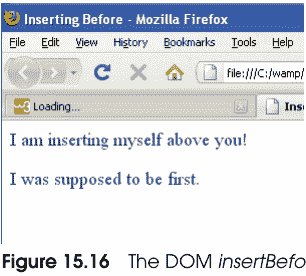 Inserting Before - Mozilla Firefox
File Edit View History Bookmarks Tools Help
file:///C:/wamp/
Loading...
I am inserting myself above you!
I was supposed to be first.
Figure 15.16 The DOM insertBefo